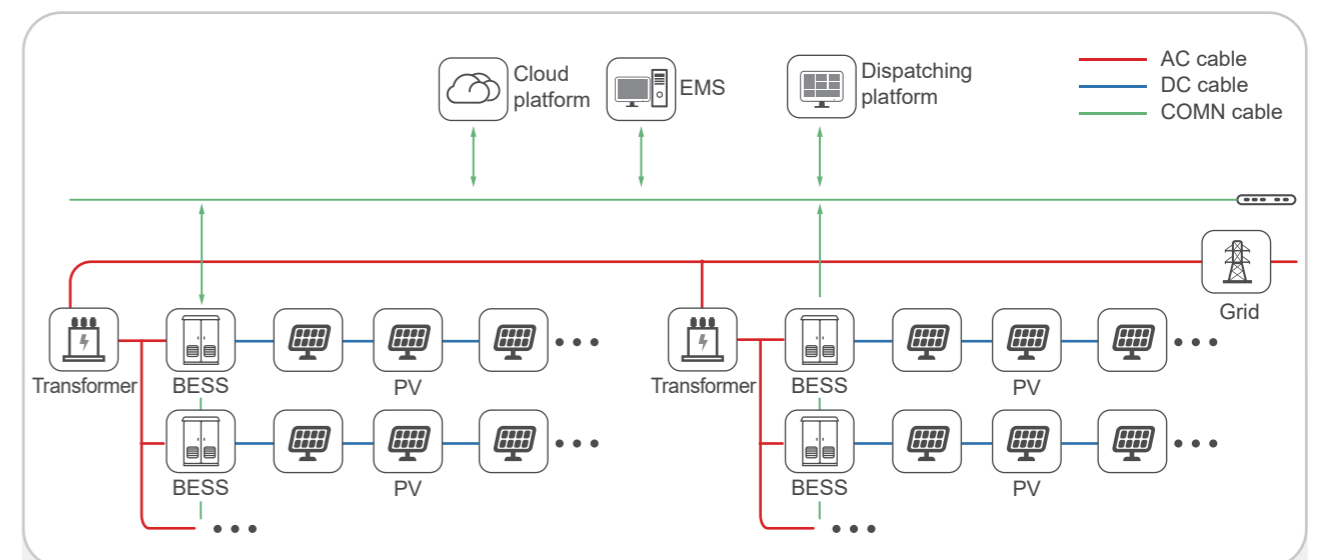 Cloud
platform
EMS
Dispatching
platform
AC cable
DC cable
COMN cable
Grid
Transformer
BESS
PV
Transformer
BESS
PV
BESS
PV
BESS
PV